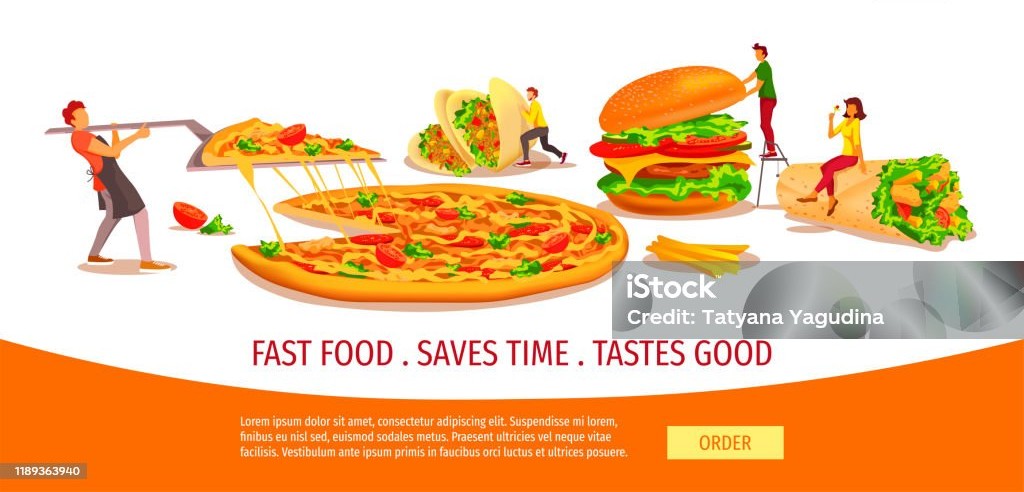 iStock
Credit: Tatyana Yagudina
FAST FOOD . SAVES TIME . TASTES GOOD
Lorem ipsum dolor sit amet, consectetur adipiscing elit. Suspendisse mi elit,
finibus eu nisl sed, euismod sodales metus. Praesent ultricies vel neque vitae
facilisis. Vestibulum ante ipsum primis in faucibus orci luctus et ultrices posuere.
ORDER
1189363940